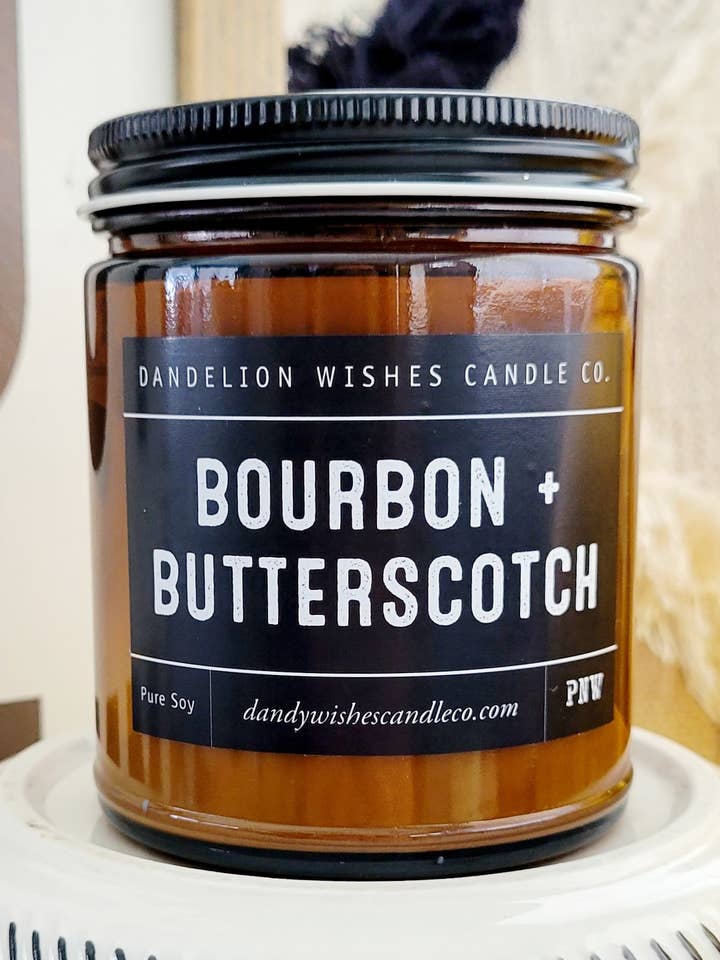 DANDELION WISHES CANDLE CO.
BOURBON +
BUTTERSCOTCH
Pure Soy
dandywishescandleco.com
PNW